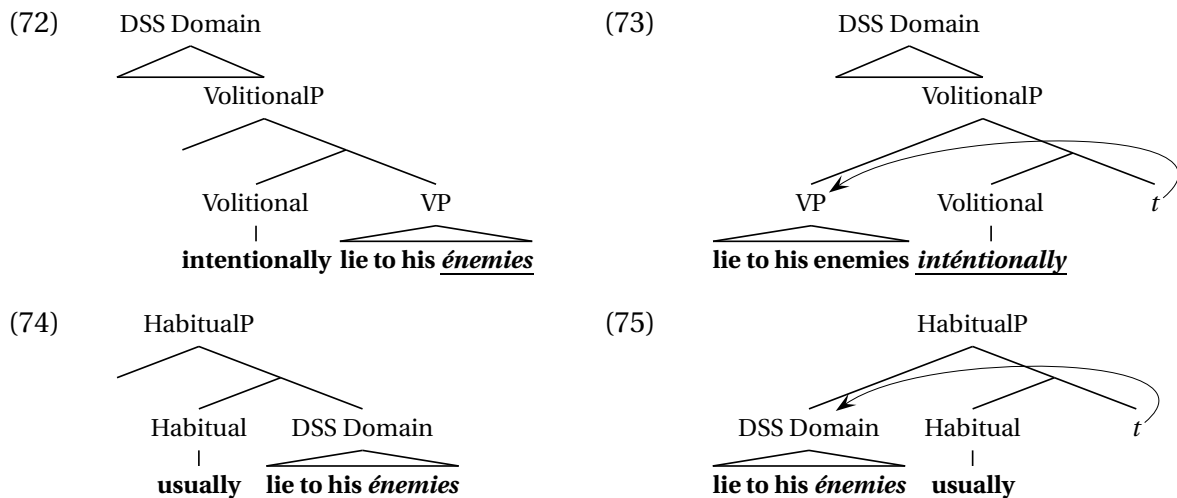 (72) DSS Domain
VolitionalP
Volitional VP
intentionally lie to his énemies
(73) DSS Domain
VolitionalP
VP Volitional t
lie to his enemies inténtionally
(74) HabitualP
Habitual DSS Domain
usually lie to his énemies
(75) HabitualP
DSS Domain Habitual t
lie to his énemies usually